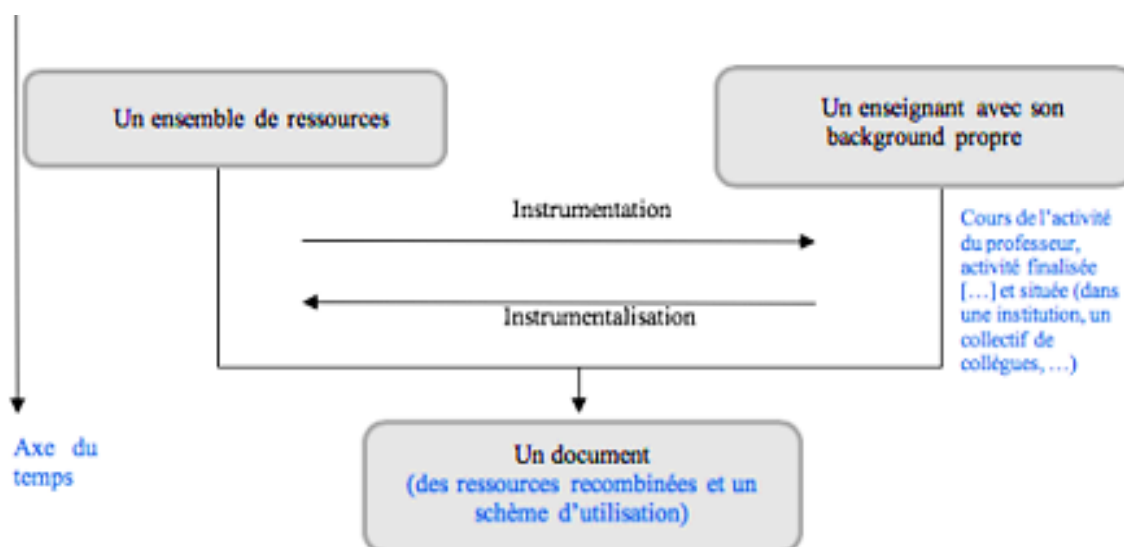 Un ensemble de ressources
Un enseignant avec son
background propre
Instrumentation
Instrumentalisation
Cours de l'activité
du professeur,
activité finalisée
[…] et située (dans
une institution, un
collectif de
collègues, …)
Axe du
temps
Un document
(des ressources recombinées et un
schème d'utilisation)